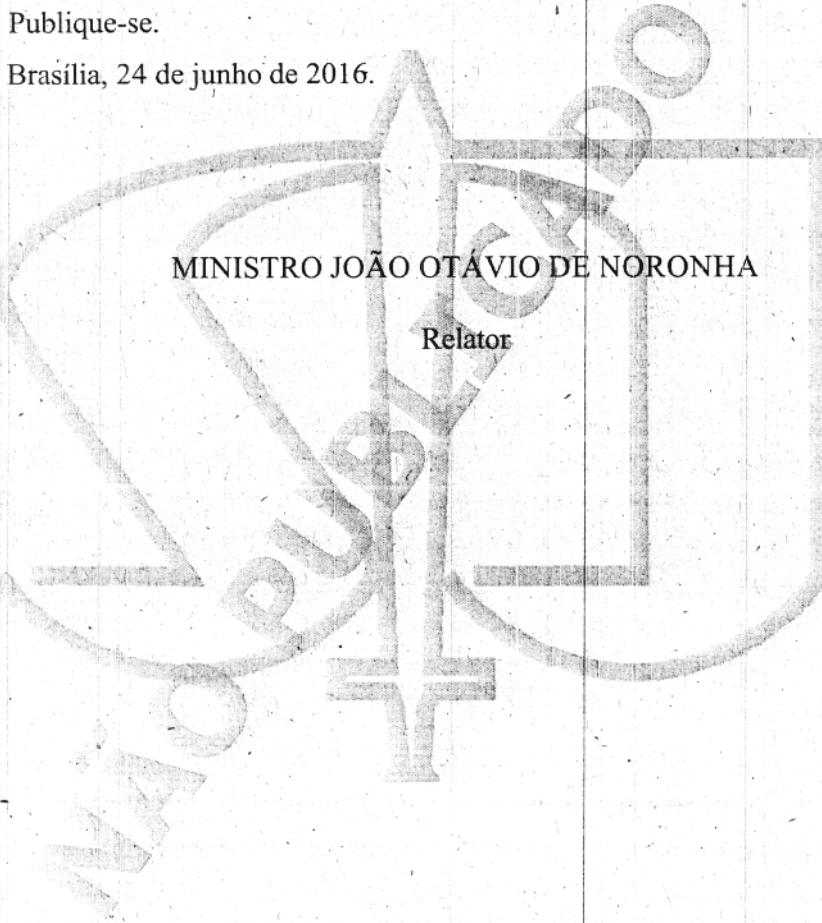 Publique-se.
Brasília, 24 de junho de 2016.
MINISTRO JOÃO OTÁVIO DE NORONHA
Relator
NÃO PUBLICADO